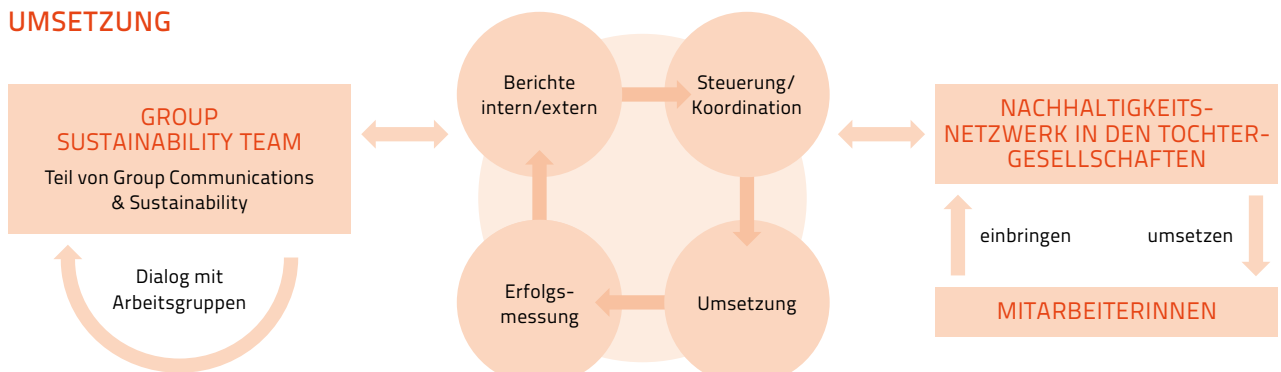 UMSETZUNG
GROUP
SUSTAINABILITY TEAM
Teil von Group Communications
& Sustainability
Dialog mit
Arbeitsgruppen
Berichte
intern/extern
Steuerung/
Koordination
Erfolgs-
messung
Umsetzung
NACHHALTIGKEITS-
NETZWERK IN DEN TOCHTER-
GESELLSCHAFTEN
einbringen
umsetzen
MITARBEITERINNEN